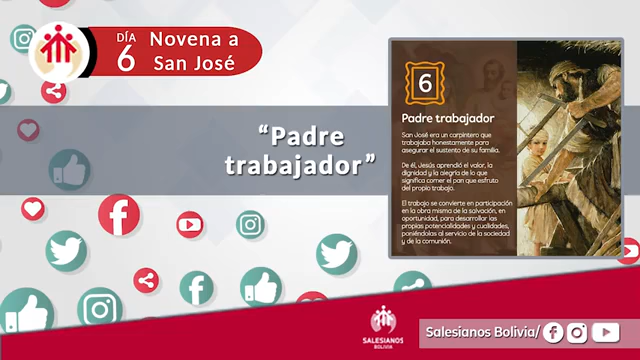 DÍA
6
Novena a
San José
“Padre
trabajador”
6
Padre trabajador
San José era un carpintero que
trabajaba honestamente para
asegurar el sustento de su familia.
De él, Jesús aprendió el valor, la
dignidad y la alegría de lo que
significa comer el pan que es fruto
del propio trabajo.
El trabajo se convierte en participación
en la obra misma de la salvación, en
oportunidad, para desarrollar las
propias potencialidades y cualidades,
poniéndolas al servicio de la sociedad
y de la comunión.
SALESIANOS
BOLIVIA
Salesianos Bolivia/